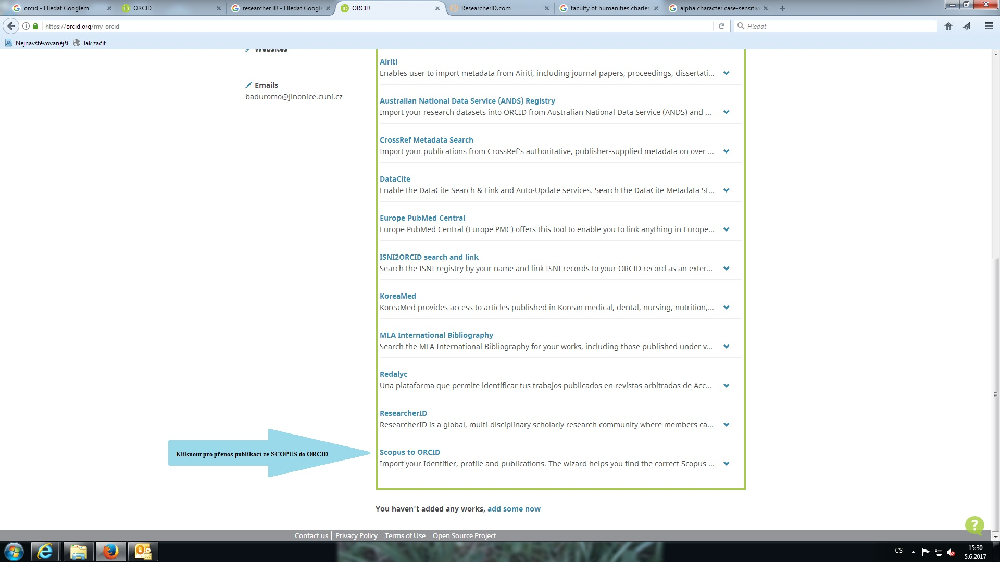 orcid - Hledat Googlem
ORCID
researcher ID - Hledat Googl
ORCID
ResearcherID.com
faculty of humanities charles
alpha character case-sensitiv
https://orcid.org/my-orcid
Hledat
Nejnavštěvovanější
Jak začít
Websites
Emails
baduromo@jinonice.cuni.cz
Airiti
Enables user to import metadata from Airiti, including journal papers, proceedings, dissertati...
Australian National Data Service (ANDS) Registry
Import your research datasets into ORCID from Australian National Data Service (ANDS) and ...
CrossRef Metadata Search
Import your publications from CrossRef's authoritative, publisher-supplied metadata on over ...
DataCite
Enable the DataCite Search & Link and Auto-Update services. Search the DataCite Metadata St...
Europe PubMed Central
Europe PubMed Central (Europe PMC) offers this tool to enable you to link anything in Europe...
ISNI2ORCID search and link
Search the ISNI registry by your name and link ISNI records to your ORCID record as an exter...
KoreaMed
KoreaMed provides access to articles published in Korean medical, dental, nursing, nutrition,...
MLA International Bibliography
Search the MLA International Bibliography for your works, including those published under v...
Redalyc
Una plataforma que permite identificar tus trabajos publicados en revistas arbitradas de Acc...
ResearcherID
ResearcherID is a global, multi-disciplinary scholarly research community where members ca...
Kliknout pro přenos publikací ze SCOPUS do ORCID
Scopus to ORCID
Import your Identifier, profile and publications. The wizard helps you find the correct Scopus ...
You haven't added any works, add some now
Contact us | Privacy Policy | Terms of Use | Open Source Project
CS
15:30
5.6.2017